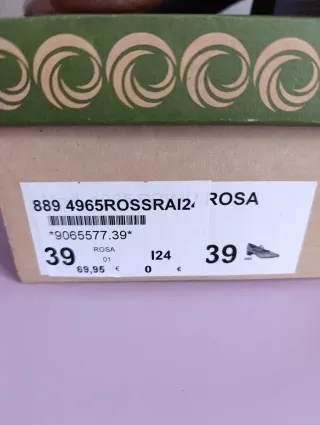 889 4965ROSSRAI24 ROSA
*9065577.39*
39 ROSA 01 I24 39
69,95 € 0 €